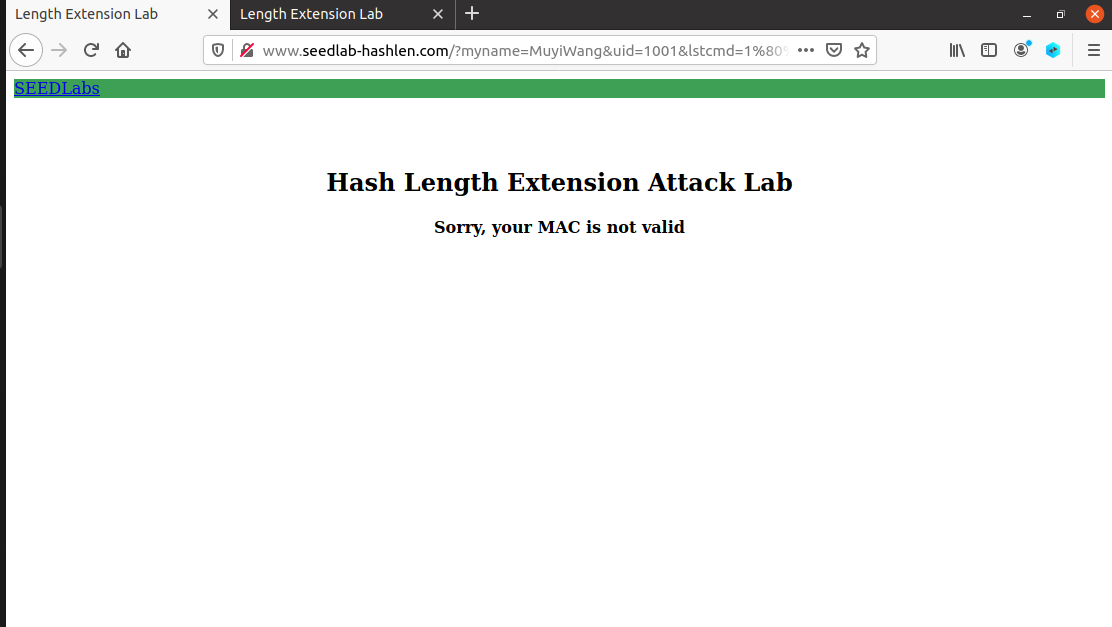 Length Extension Lab
Length Extension Lab
www.seedlab-hashlen.com/?myname=MuyiWang&uid=1001&lstcmd=1%80%
SEEDLabs
Hash Length Extension Attack Lab
Sorry, your MAC is not valid